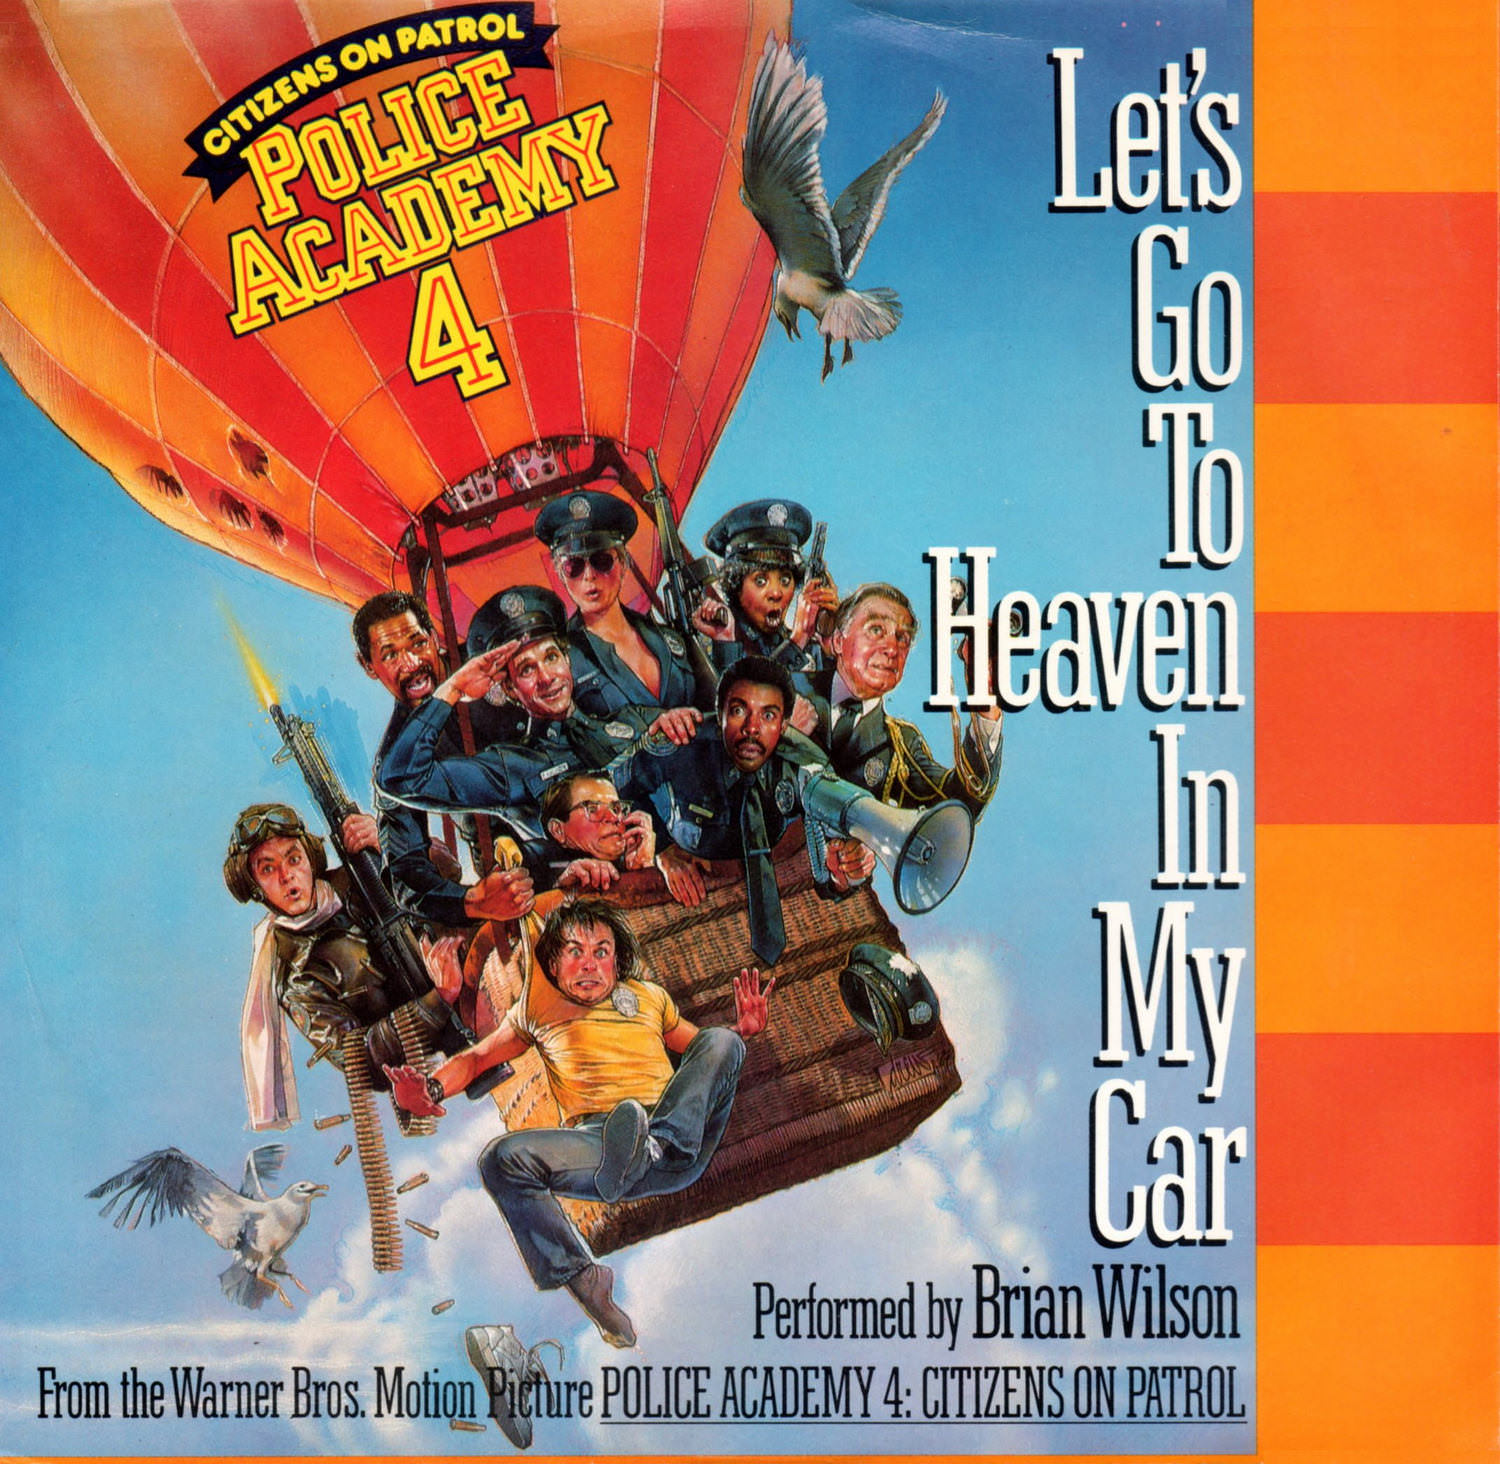 CITIZENS ON PATROL
POLICE
ACADEMY
4
Let's
Go
To
Heaven
In
My
Car
Performed by Brian Wilson
From the Warner Bros. Motion Picture POLICE ACADEMY 4: CITIZENS ON PATROL